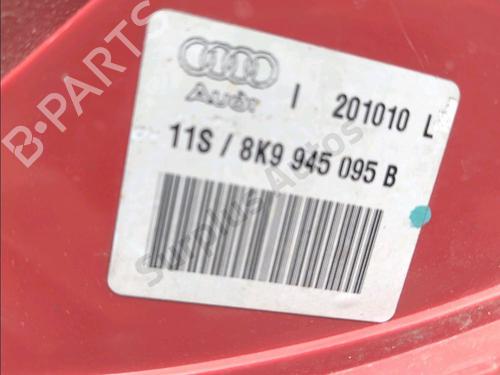 B-PARTS
Audi
I 201010 L
11S / 8K9 945 095 B
Surplus Autos